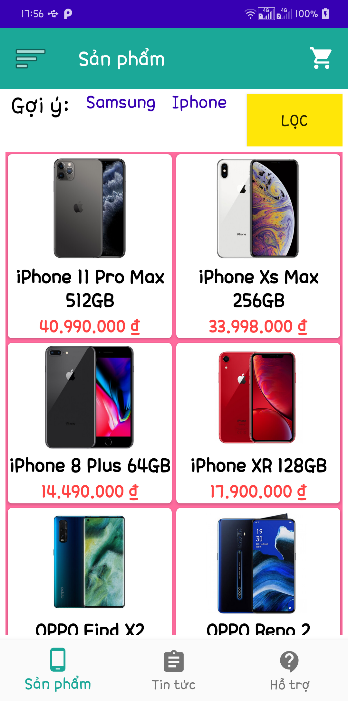 17:56 100%
Sản phẩm
Gợi ý: Samsung Iphone LỌC
iPhone 11 Pro Max
512GB
40,990,000 ₫
iPhone Xs Max
256GB
33,998,000 ₫
iPhone 8 Plus 64GB
14,490,000 ₫
iPhone XR 128GB
17,900,000 ₫
OPPO Find X2
OPPO Reno 2
Sản phẩm Tin tức Hỗ trợ